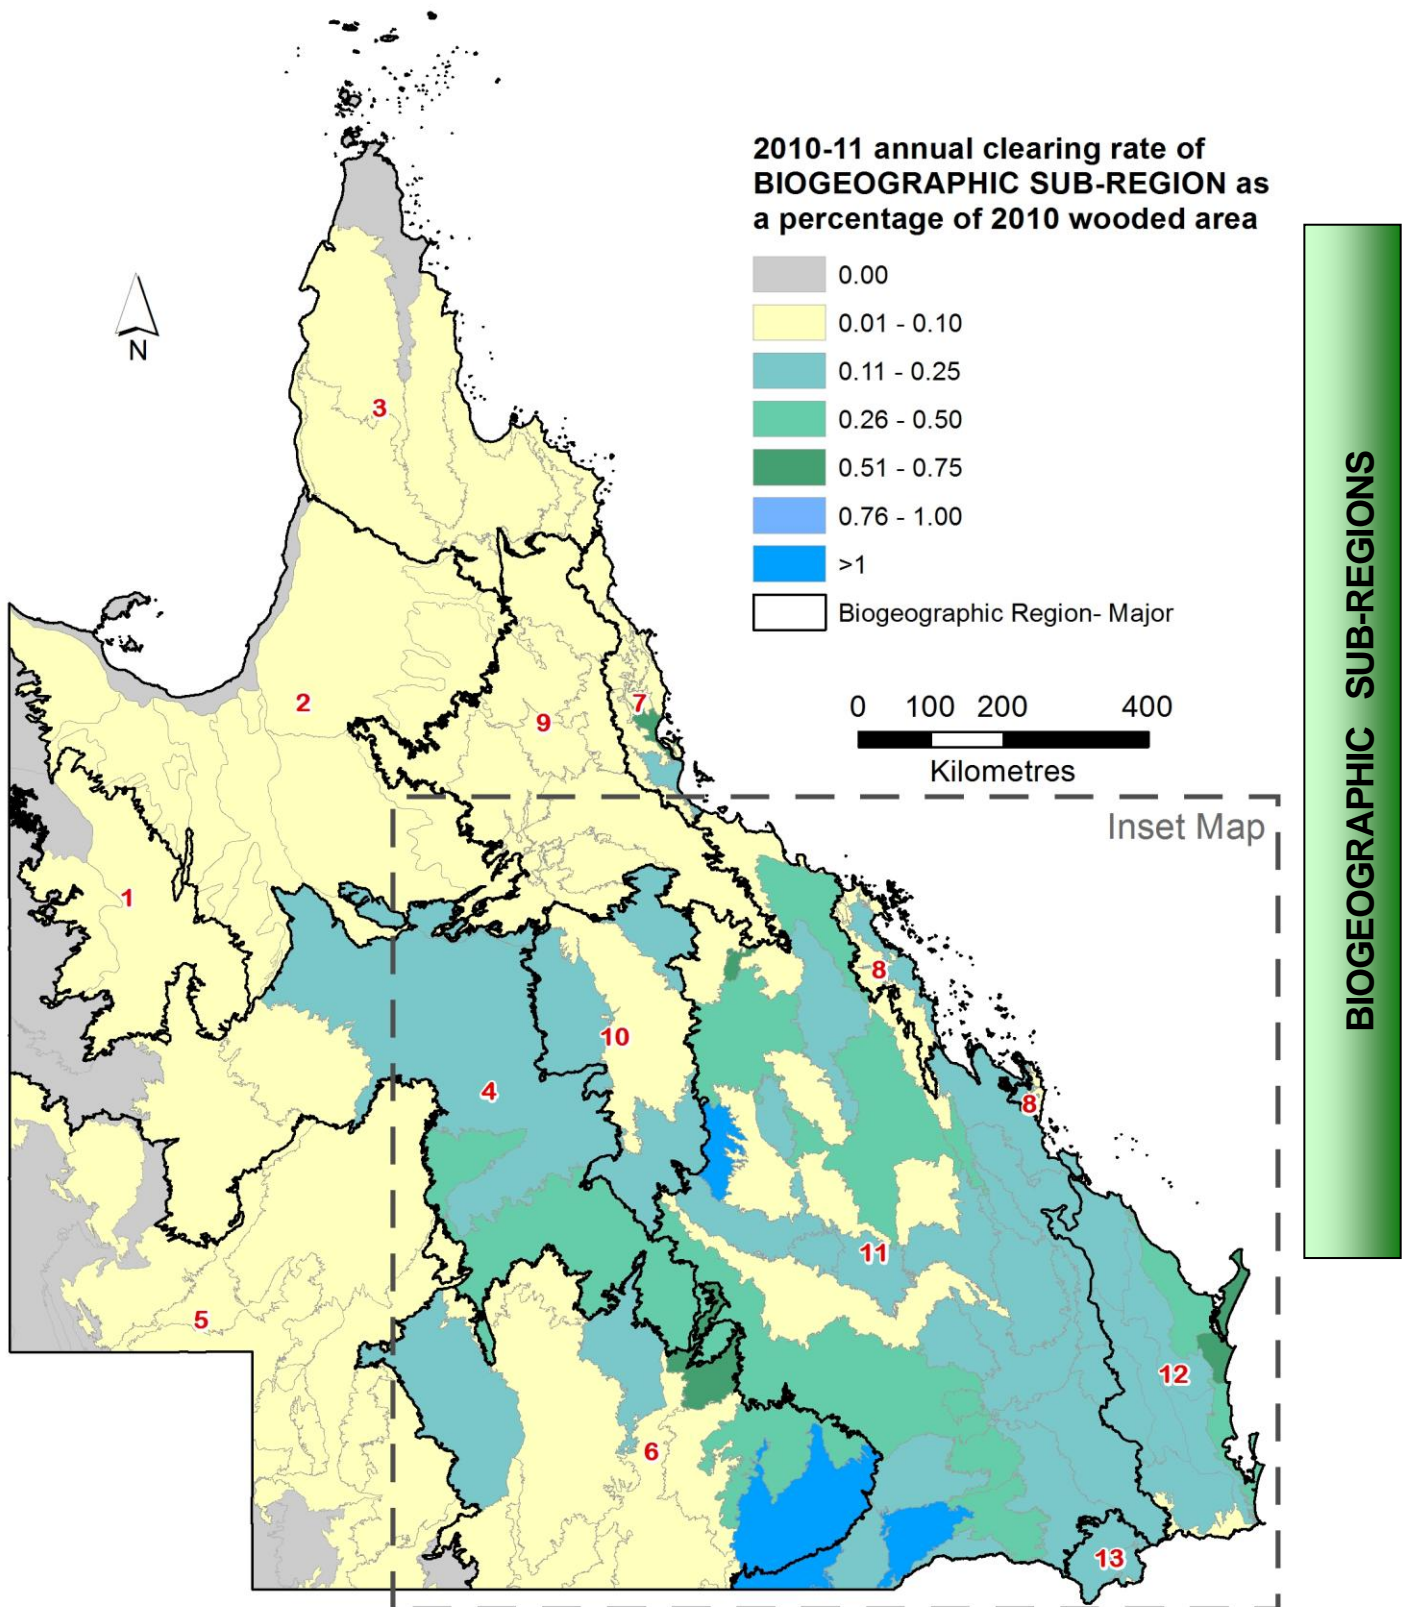 2010-11 annual clearing rate of
BIOGEOGRAPHIC SUB-REGION as
a percentage of 2010 wooded area
0.00
0.01 - 0.10
0.11 - 0.25
0.26 - 0.50
0.51 - 0.75
0.76 - 1.00
>1
Biogeographic Region- Major
0 100 200 400
Kilometres
Inset Map
N
BIOGEOGRAPHIC SUB-REGIONS
3
2
7
9
1
8
10
4
8
11
5
12
6
13